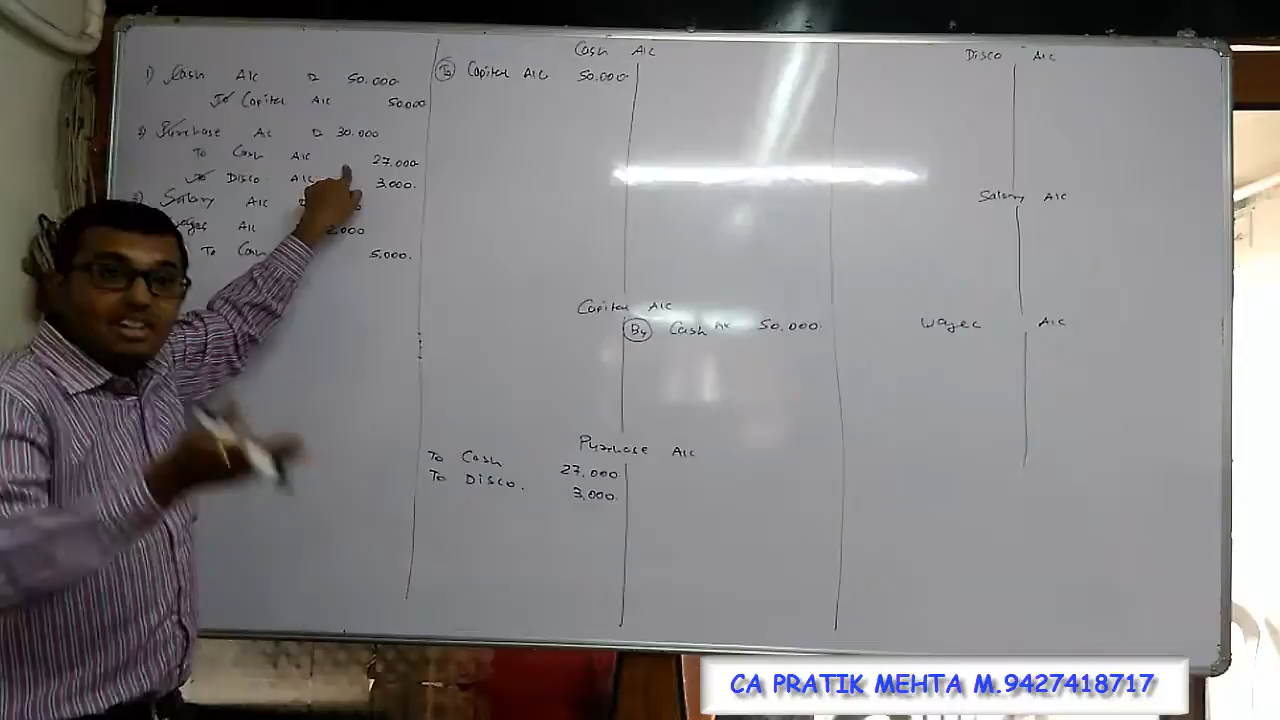 1) Cash A/c Dr 50.000
To Capital A/c 50.000
2) Purchase A/c Dr 30.000
To Cash A/c 27.000
To Disco. A/c 3.000.
3) Salary A/c
Wages A/c 2.000
To Cash 5.000.
Cash A/c
To Capital A/c 50.000
Capital A/c
By Cash A/c 50.000.
Purchase A/c
To Cash 27.000
To Disco. 3.000.
Disco A/c
Salary A/c
Wages A/c
CA PRATIK MEHTA M.9427418717